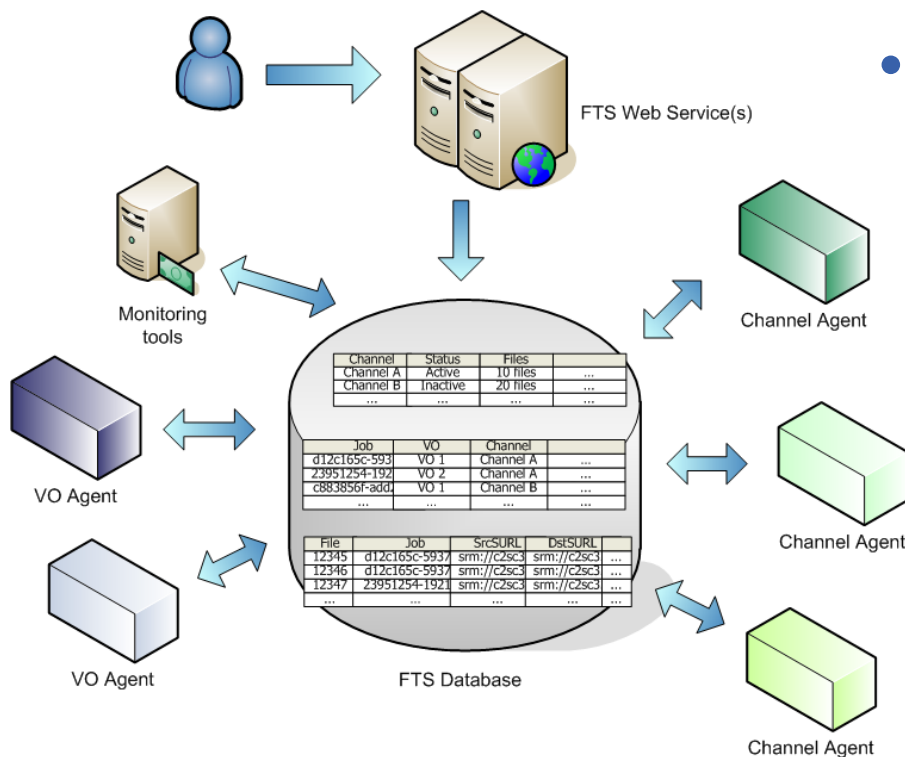 FTS Web Service(s)
Monitoring
tools
Channel Agent
Channel Status Files
Channel A Active 10 files ...
Channel B Inactive 20 files ...
... ... ...
VO Agent
Job VO Channel
d12c165c-593 VO 1 Channel A ...
23951254-192 VO 2 Channel A ...
c883856f-add2 VO 1 Channel B ...
... ... ...
Channel Agent
File Job SrcSURL DstSURL
12345 d12c165c-5937 srm://c2sc3 srm://c2sc3 ...
12346 d12c165c-5937 srm://c2sc3 srm://c2sc3 ...
12347 23951254-1921 srm://c2sc3 srm://c2sc3 ...
... ... ... ... ...
VO Agent
FTS Database
Channel Agent